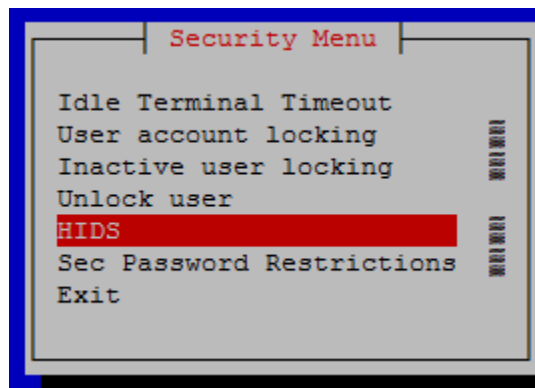 Security Menu
Idle Terminal Timeout
User account locking
Inactive user locking
Unlock user
HIDS
Sec Password Restrictions
Exit